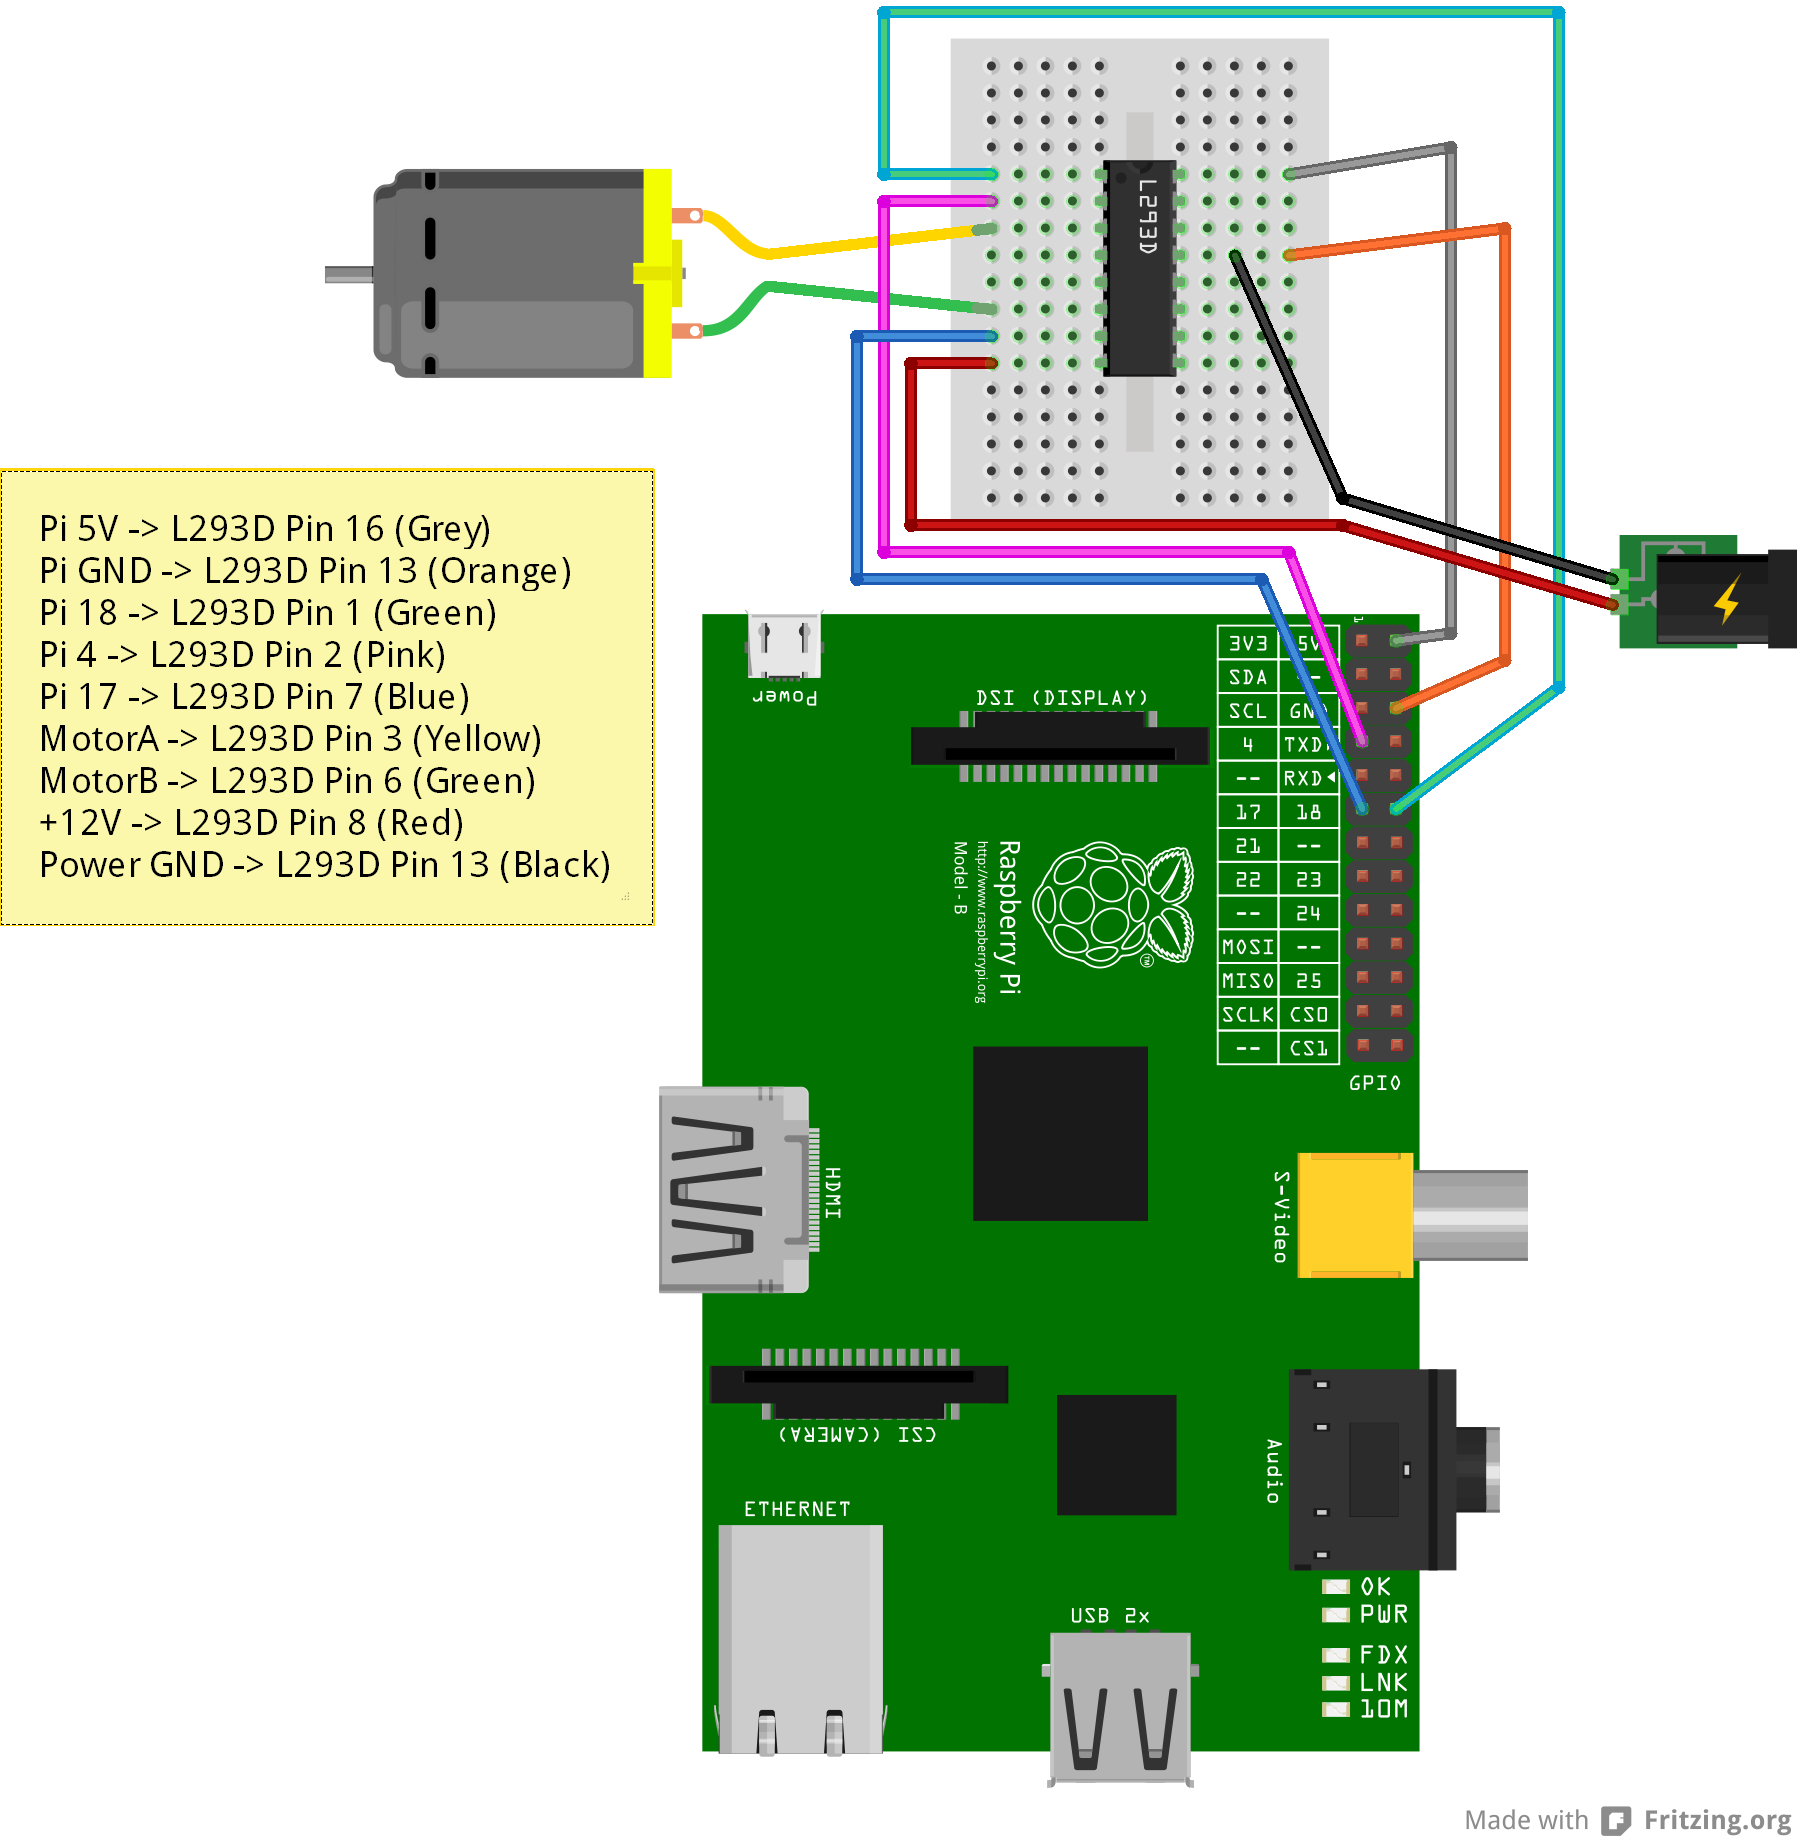 L293D
Pi 5V -> L293D Pin 16 (Grey)
Pi GND -> L293D Pin 13 (Orange)
Pi 18 -> L293D Pin 1 (Green)
Pi 4 -> L293D Pin 2 (Pink)
Pi 17 -> L293D Pin 7 (Blue)
MotorA -> L293D Pin 3 (Yellow)
MotorB -> L293D Pin 6 (Green)
+12V -> L293D Pin 8 (Red)
Power GND -> L293D Pin 13 (Black)
Power
DSI (DISPLAY)
1
3V3 5V
SDA --
SCL GND
4 TXD
-- RXD
17 18
21 --
22 23
-- 24
MOSI --
MISO 25
SCLK CS0
-- CS1
GPIO
Raspberry Pi
http://www.raspberrypi.org
Model - B
TM
HDMI
S-Video
CSI (CAMERA)
Audio
ETHERNET
USB 2x
OK
PWR
FDX
LNK
10M
Made with Fritzing.org